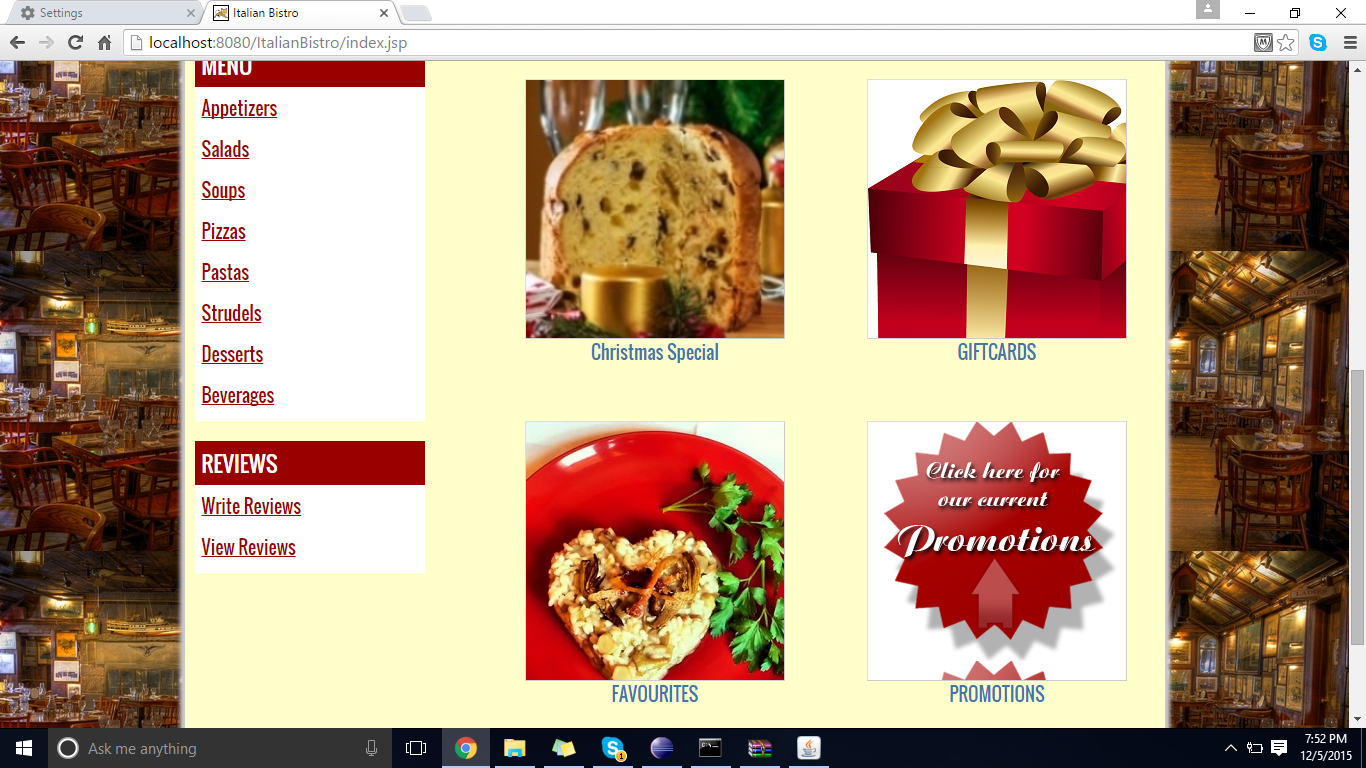 Settings
Italian Bistro
localhost:8080/ItalianBistro/index.jsp
MENU
Appetizers
Salads
Soups
Pizzas
Pastas
Strudels
Desserts
Beverages
REVIEWS
Write Reviews
View Reviews
Christmas Special
GIFTCARDS
FAVOURITES
Click here for
our current
Promotions
PROMOTIONS
Ask me anything
1
7:52 PM
12/5/2015